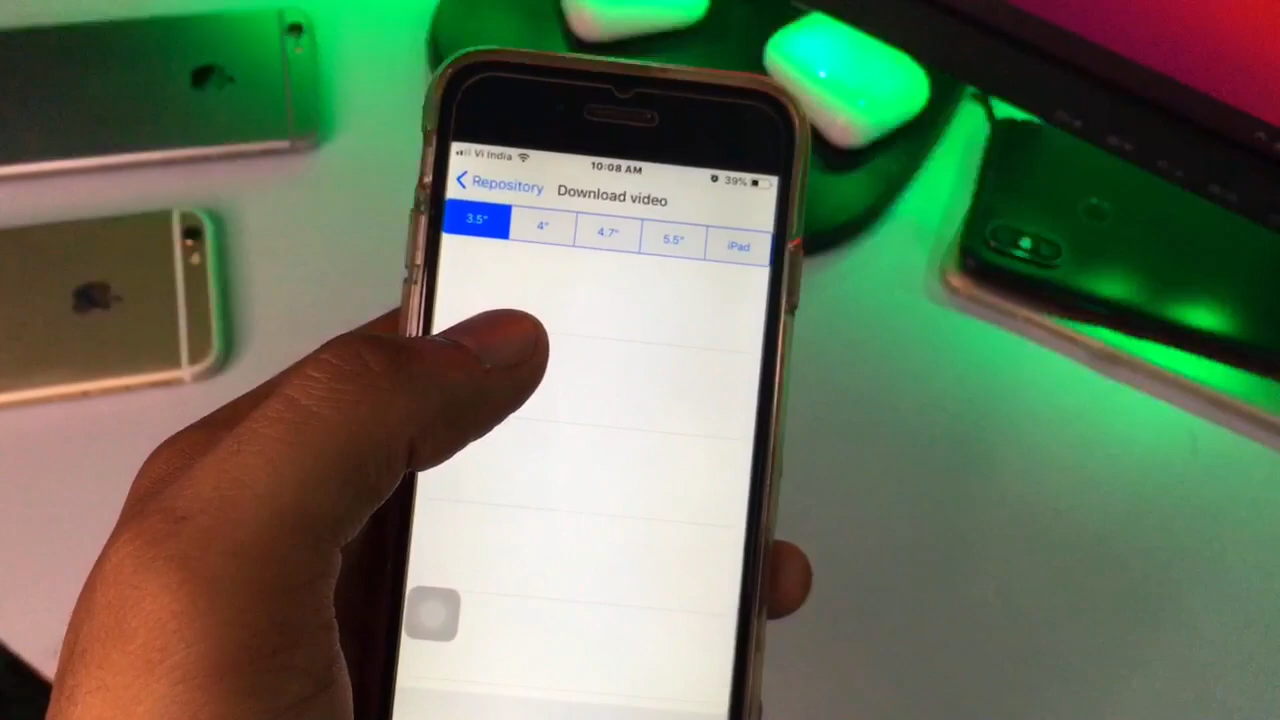 Vi India 10:08 AM 39%
Repository Download video
3.5" 4" 4.7" 5.5" iPad